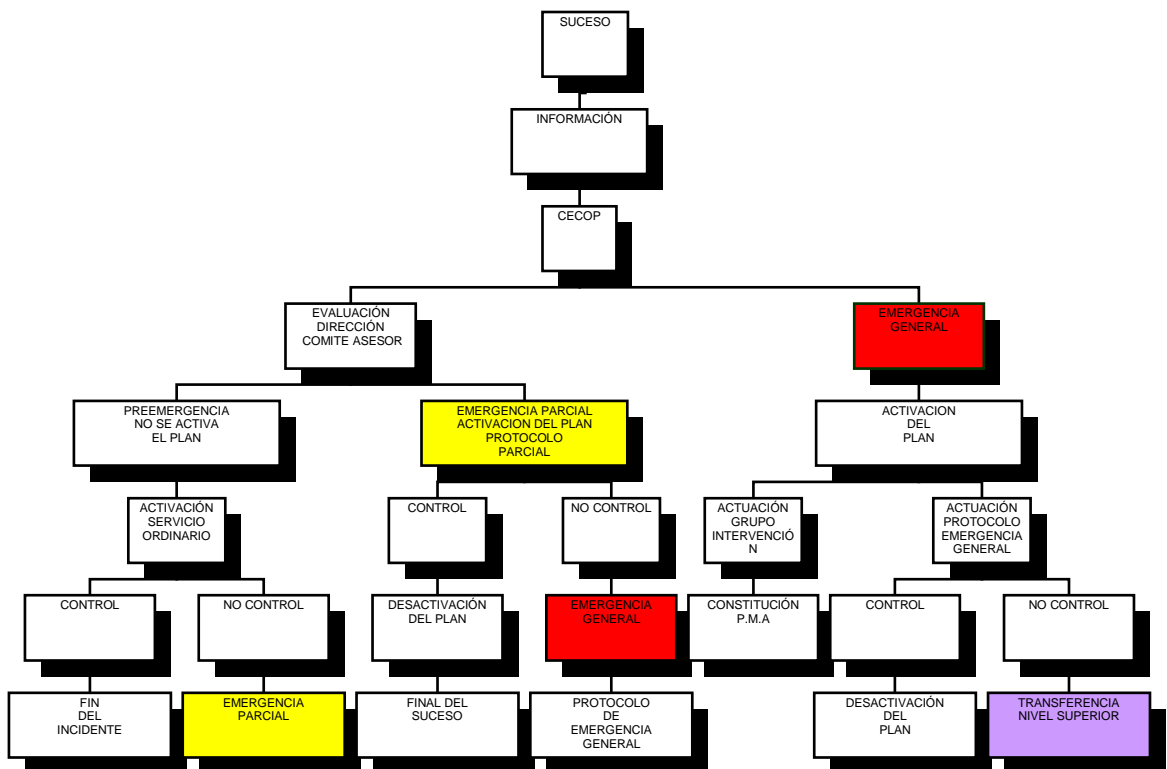 SUCESO
INFORMACIÓN
CECOP
EVALUACIÓN
DIRECCIÓN
COMITE ASESOR
EMERGENCIA
GENERAL
PREEMERGENCIA
NO SE ACTIVA
EL PLAN
EMERGENCIA PARCIAL
ACTIVACION DEL PLAN
PROTOCOLO
PARCIAL
ACTIVACION
DEL
PLAN
ACTIVACIÓN
SERVICIO
ORDINARIO
CONTROL
NO CONTROL
ACTUACIÓN
GRUPO
INTERVENCIÓ
N
ACTUACIÓN
PROTOCOLO
EMERGENCIA
GENERAL
CONTROL
NO CONTROL
DESACTIVACIÓN
DEL PLAN
EMERGENCIA
GENERAL
CONSTITUCIÓN
P.M.A
CONTROL
NO CONTROL
FIN
DEL
INCIDENTE
EMERGENCIA
PARCIAL
FINAL DEL
SUCESO
PROTOCOLO
DE
EMERGENCIA
GENERAL
DESACTIVACIÓN
DEL
PLAN
TRANSFERENCIA
NIVEL SUPERIOR